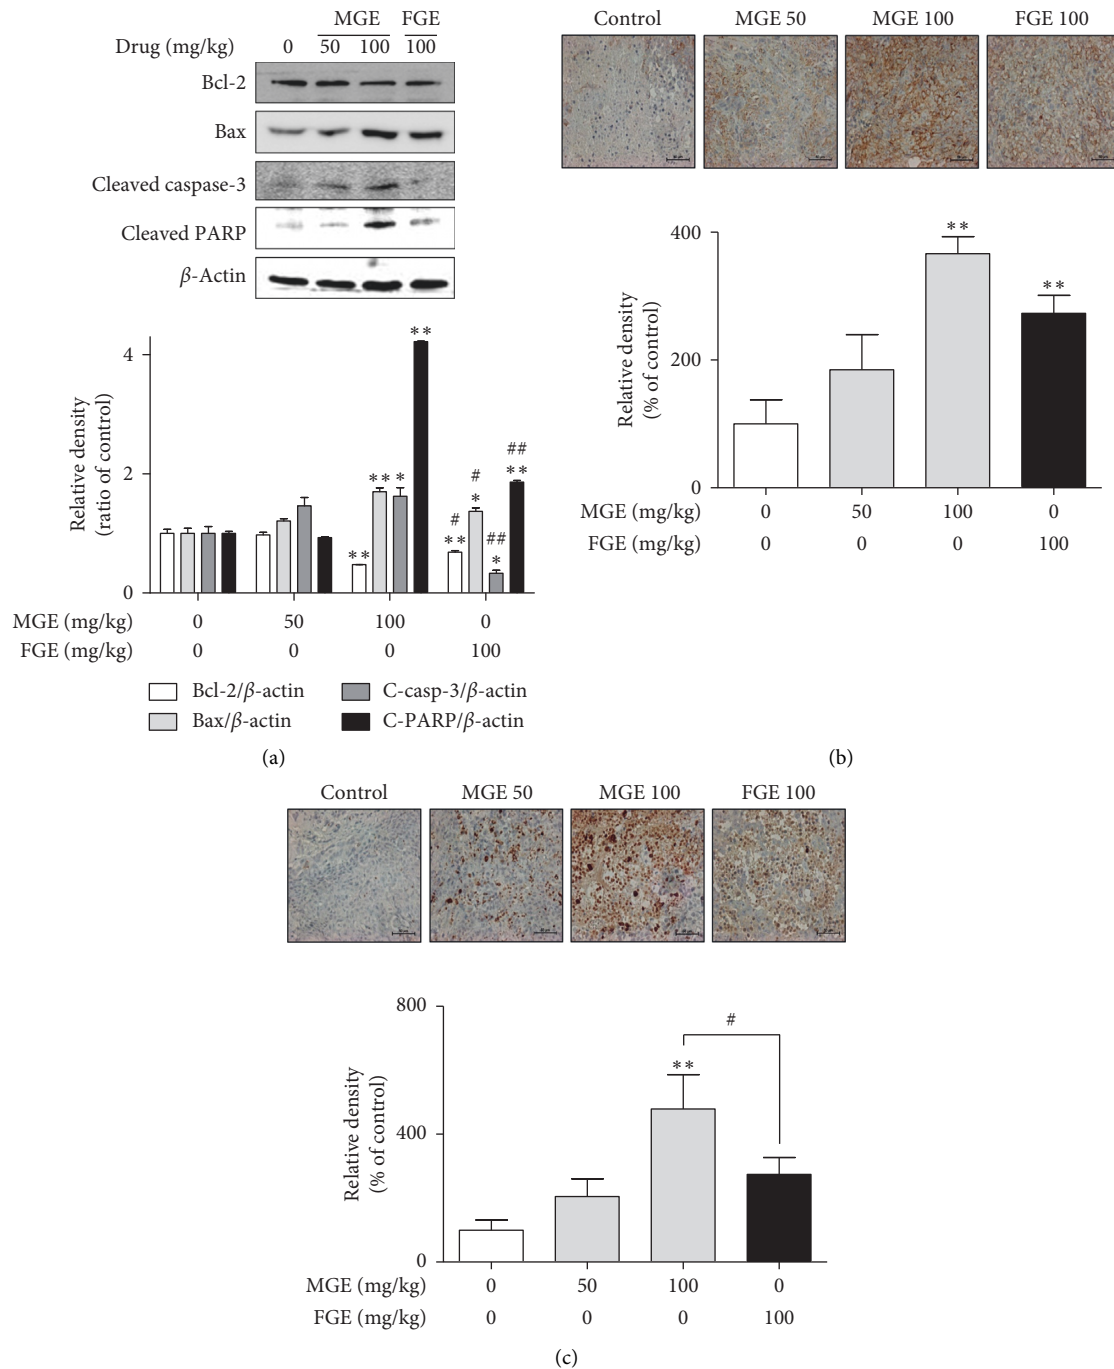 MGE FGE
Drug (mg/kg) 0 50 100 100
Bcl-2
Bax
Cleaved caspase-3
Cleaved PARP
β-Actin
Relative density
(ratio of control)
4
2
0
** ** * ** # ** # * ## * ## **
MGE (mg/kg) 0 50 100 0
FGE (mg/kg) 0 0 0 100
Bcl-2/β-actin C-casp-3/β-actin
Bax/β-actin C-PARP/β-actin
(a)
Control MGE 50 MGE 100 FGE 100
Relative density
(% of control)
400
200
0
** **
MGE (mg/kg) 0 50 100 0
FGE (mg/kg) 0 0 0 100
(b)
Control MGE 50 MGE 100 FGE 100
Relative density
(% of control)
800
400
0
#
**
MGE (mg/kg) 0 50 100 0
FGE (mg/kg) 0 0 0 100
(c)